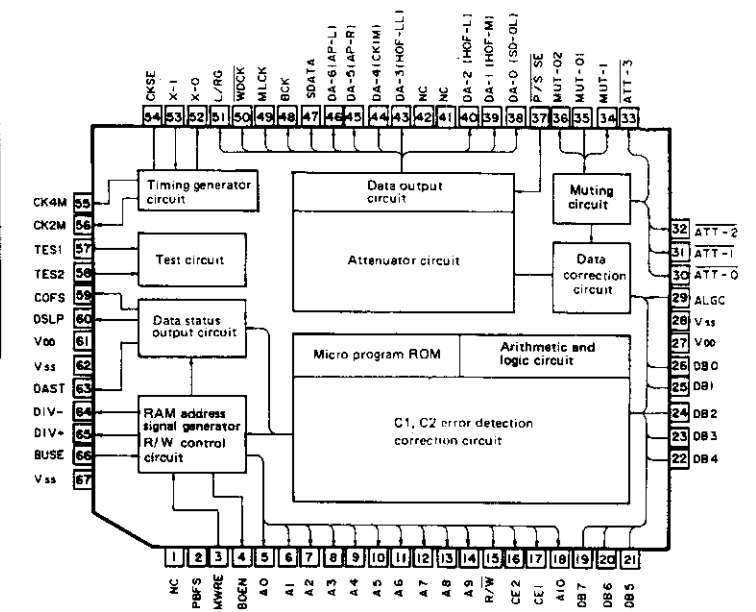 CKSE
X-1
X-0
L/RG
WDCK
MLCK
BCK
SDATA
DA-6(AP-L)
DA-5(AP-R)
DA-4(CKIM)
DA-3(HOF-LL)
NC
NC
DA-2 (HOF-L)
DA-1 (HOF-M)
DA-0 (SD-OL)
P/S SE
MUT-02
MUT-01
MUT-1
ATT-3
54 53 52 51 50 49 48 47 46 45 44 43 42 41 40 39 38 37 36 35 34 33
CK4M 55
CK2M 56
TES1 57
TES2 58
COFS 59
DSLP 60
VDD 61
Vss 62
DAST 63
DIV- 64
DIV+ 65
BUSE 66
Vss 67
Timing generator
circuit
Test circuit
Data status
output circuit
RAM address
signal generator
R/W control
circuit
Data output
circuit
Attenuator circuit
Muting
circuit
Data
correction
circuit
Micro program ROM
Arithmetic and
logic circuit
C1, C2 error detection
correction circuit
32 ATT-2
31 ATT-1
30 ATT-0
29 ALGC
28 Vss
27 VDD
26 DB0
25 DB1
24 DB2
23 DB3
22 DB4
1 2 3 4 5 6 7 8 9 10 11 12 13 14 15 16 17 18 19 20 21
NC
PBFS
MWRE
BDEN
A0
A1
A2
A3
A4
A5
A6
A7
A8
A9
R/W
CE2
CE1
A10
DB7
DB6
DB5